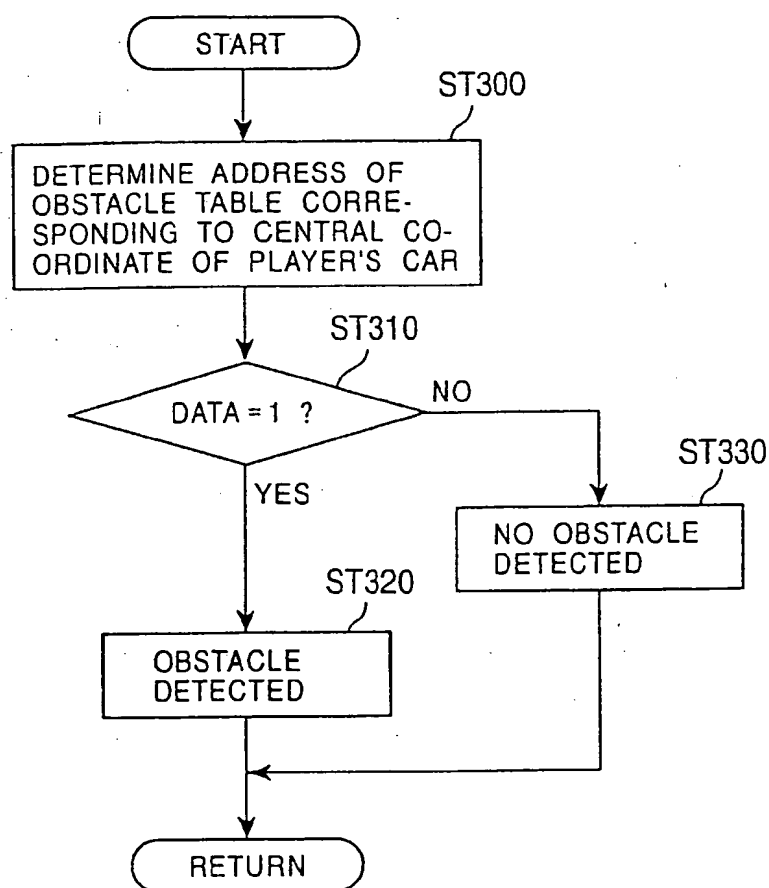 START
ST300
DETERMINE ADDRESS OF
OBSTACLE TABLE CORRE-
SPONDING TO CENTRAL CO-
ORDINATE OF PLAYER'S CAR
ST310
DATA = 1 ?
NO
YES
ST330
NO OBSTACLE
DETECTED
ST320
OBSTACLE
DETECTED
RETURN